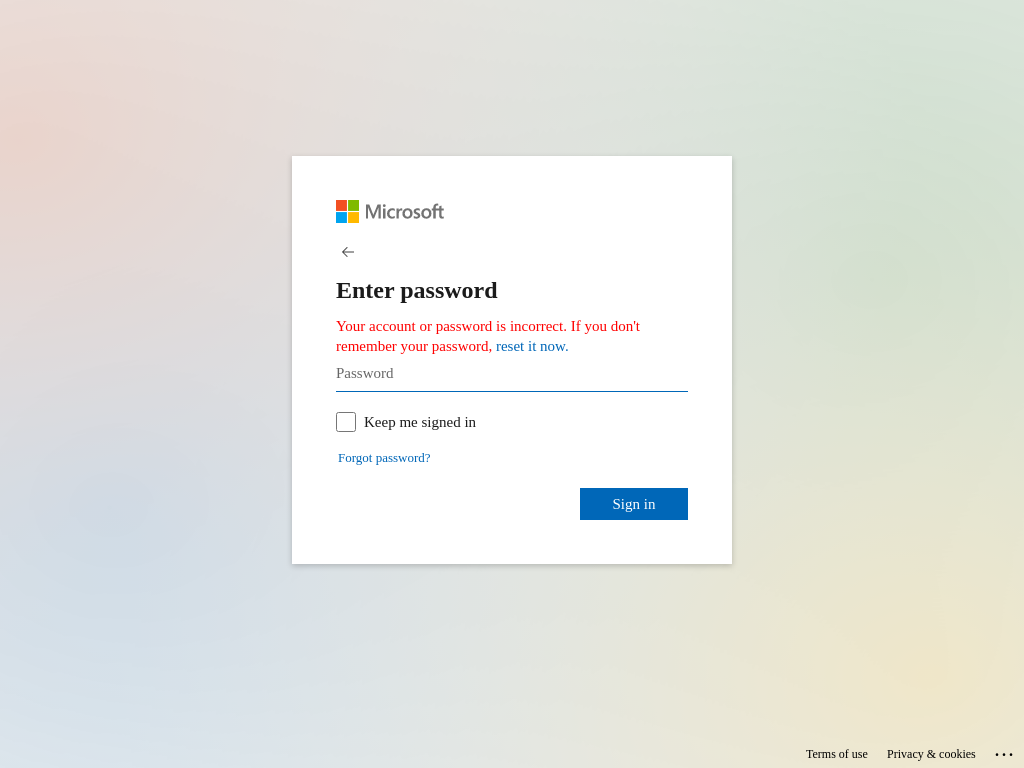 Microsoft
Enter password
Your account or password is incorrect. If you don't
remember your password, reset it now.
Password
Keep me signed in
Forgot password?
Sign in
Terms of use Privacy & cookies ...